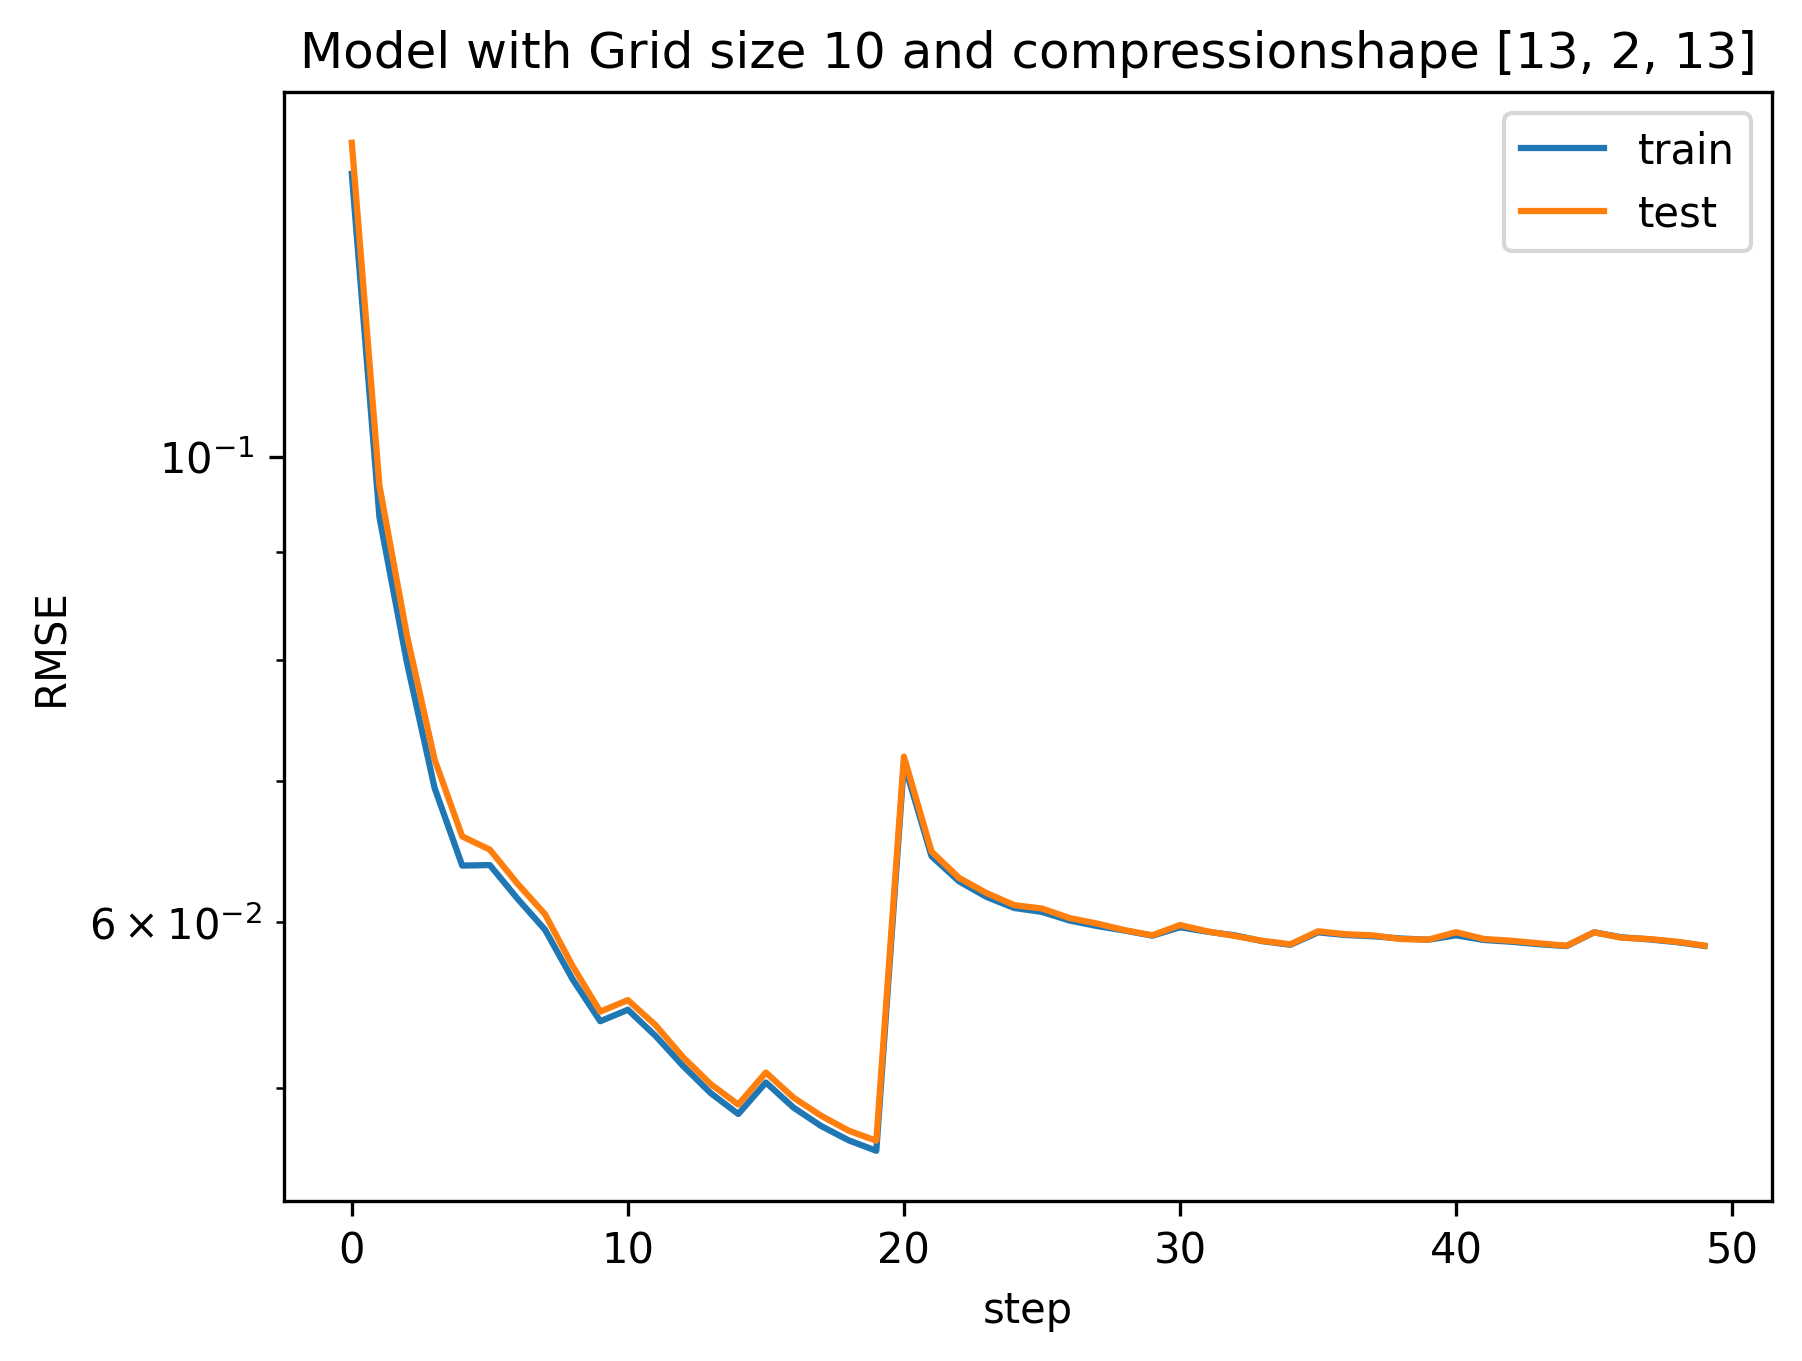 Model with Grid size 10 and compressionshape [13, 2, 13]
train
test
10⁻¹
6 × 10⁻²
RMSE
0 10 20 30 40 50
step